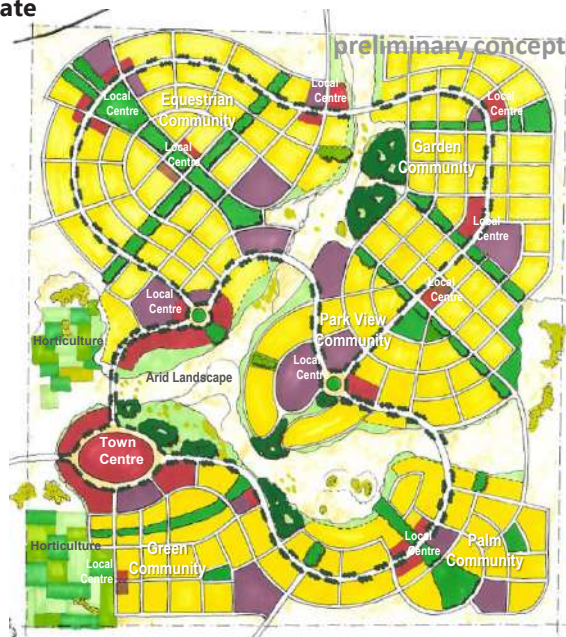 ate
preliminary concept
Local
Centre
Equestrian
Community
Local
Centre
Local
Centre
Local
Centre
Garden
Community
Local
Centre
Local
Centre
Local
Centre
Park View
Community
Local
Centr
Horticulture
Arid Landscape
Town
Centre
Horticulture
Green
Community
Local
Centre
Local
Centre
Palm
Community